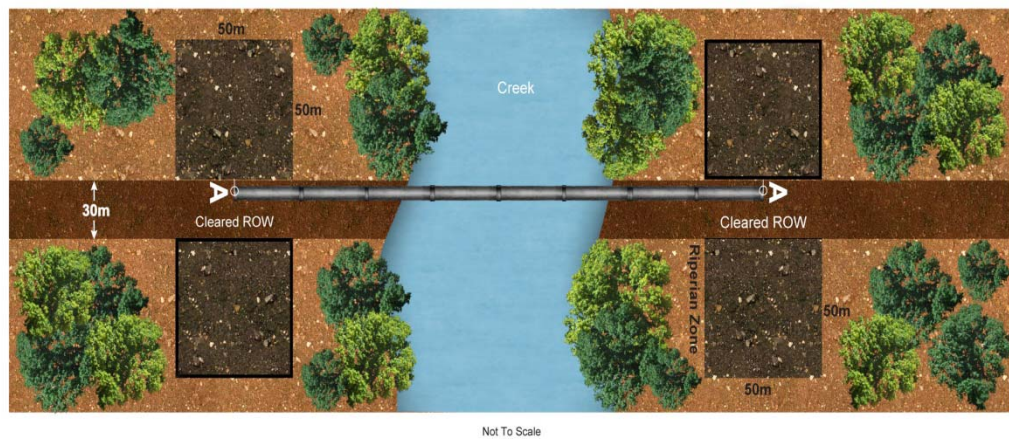 50m
50m
Creek
A
A
30m
Cleared ROW
Cleared ROW
Riperian Zone
50m
50m
Not To Scale